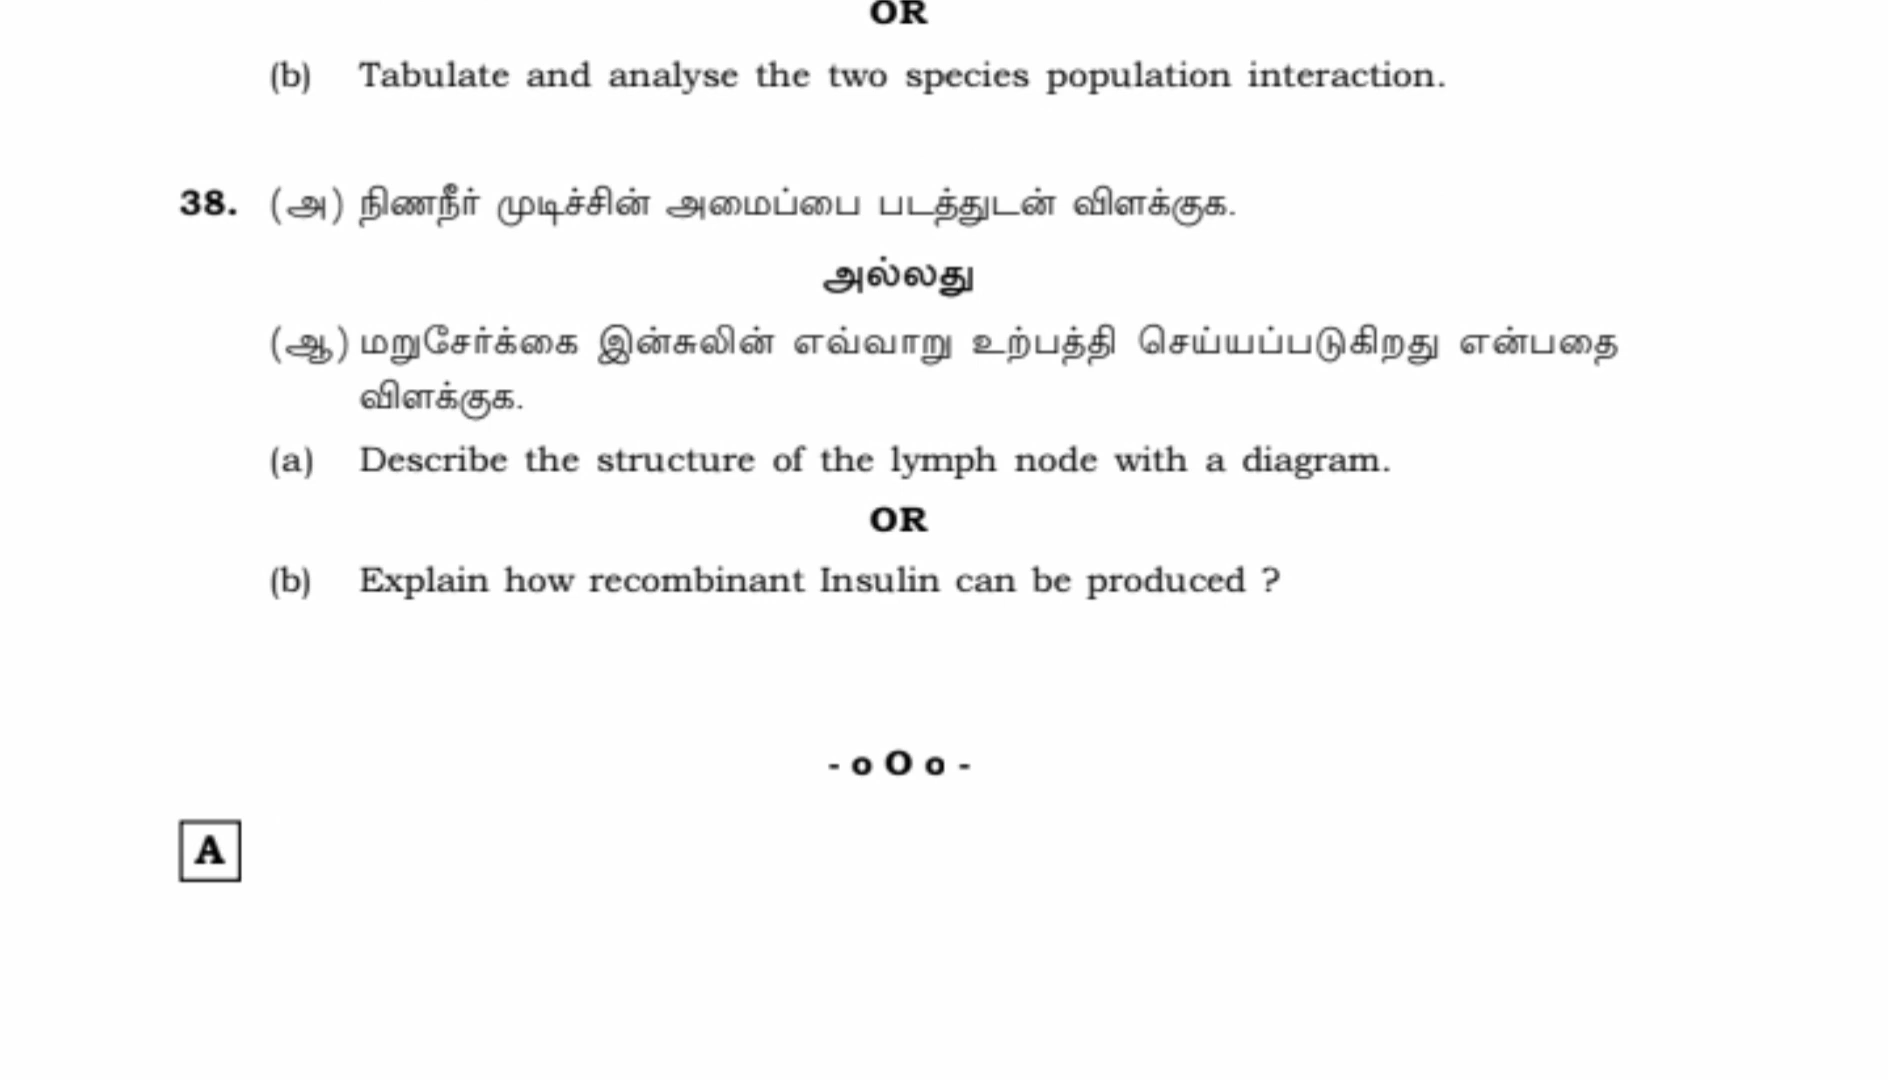 OR
(b) Tabulate and analyse the two species population interaction.
38. (அ) நிணநீர் முடிச்சின் அமைப்பை படத்துடன் விளக்குக.
அல்லது
(ஆ) மறுசேர்க்கை இன்சுலின் எவ்வாறு உற்பத்தி செய்யப்படுகிறது என்பதை
விளக்குக.
(a) Describe the structure of the lymph node with a diagram.
OR
(b) Explain how recombinant Insulin can be produced ?
- o O o -
A